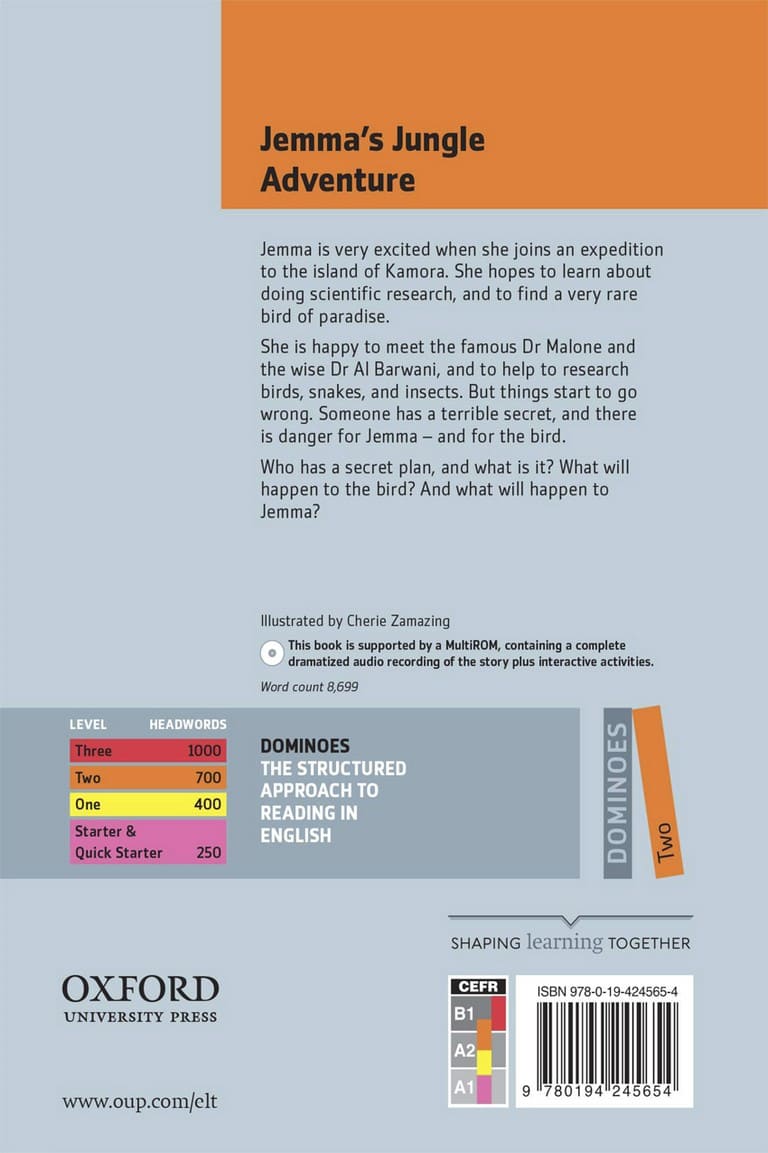 Jemma's Jungle
Adventure
Jemma is very excited when she joins an expedition
to the island of Kamora. She hopes to learn about
doing scientific research, and to find a very rare
bird of paradise.
She is happy to meet the famous Dr Malone and
the wise Dr Al Barwani, and to help to research
birds, snakes, and insects. But things start to go
wrong. Someone has a terrible secret, and there
is danger for Jemma – and for the bird.
Who has a secret plan, and what is it? What will
happen to the bird? And what will happen to
Jemma?
Illustrated by Cherie Zamazing
This book is supported by a MultiROM, containing a complete
dramatized audio recording of the story plus interactive activities.
Word count 8,699
LEVEL HEADWORDS
Three 1000
Two 700
One 400
Starter &
Quick Starter 250
DOMINOES
THE STRUCTURED
APPROACH TO
READING IN
ENGLISH
DOMINOES
Two
SHAPING learning TOGETHER
OXFORD
UNIVERSITY PRESS
www.oup.com/elt
CEFR
B1
A2
A1
ISBN 978-0-19-424565-4
9 780194 245654